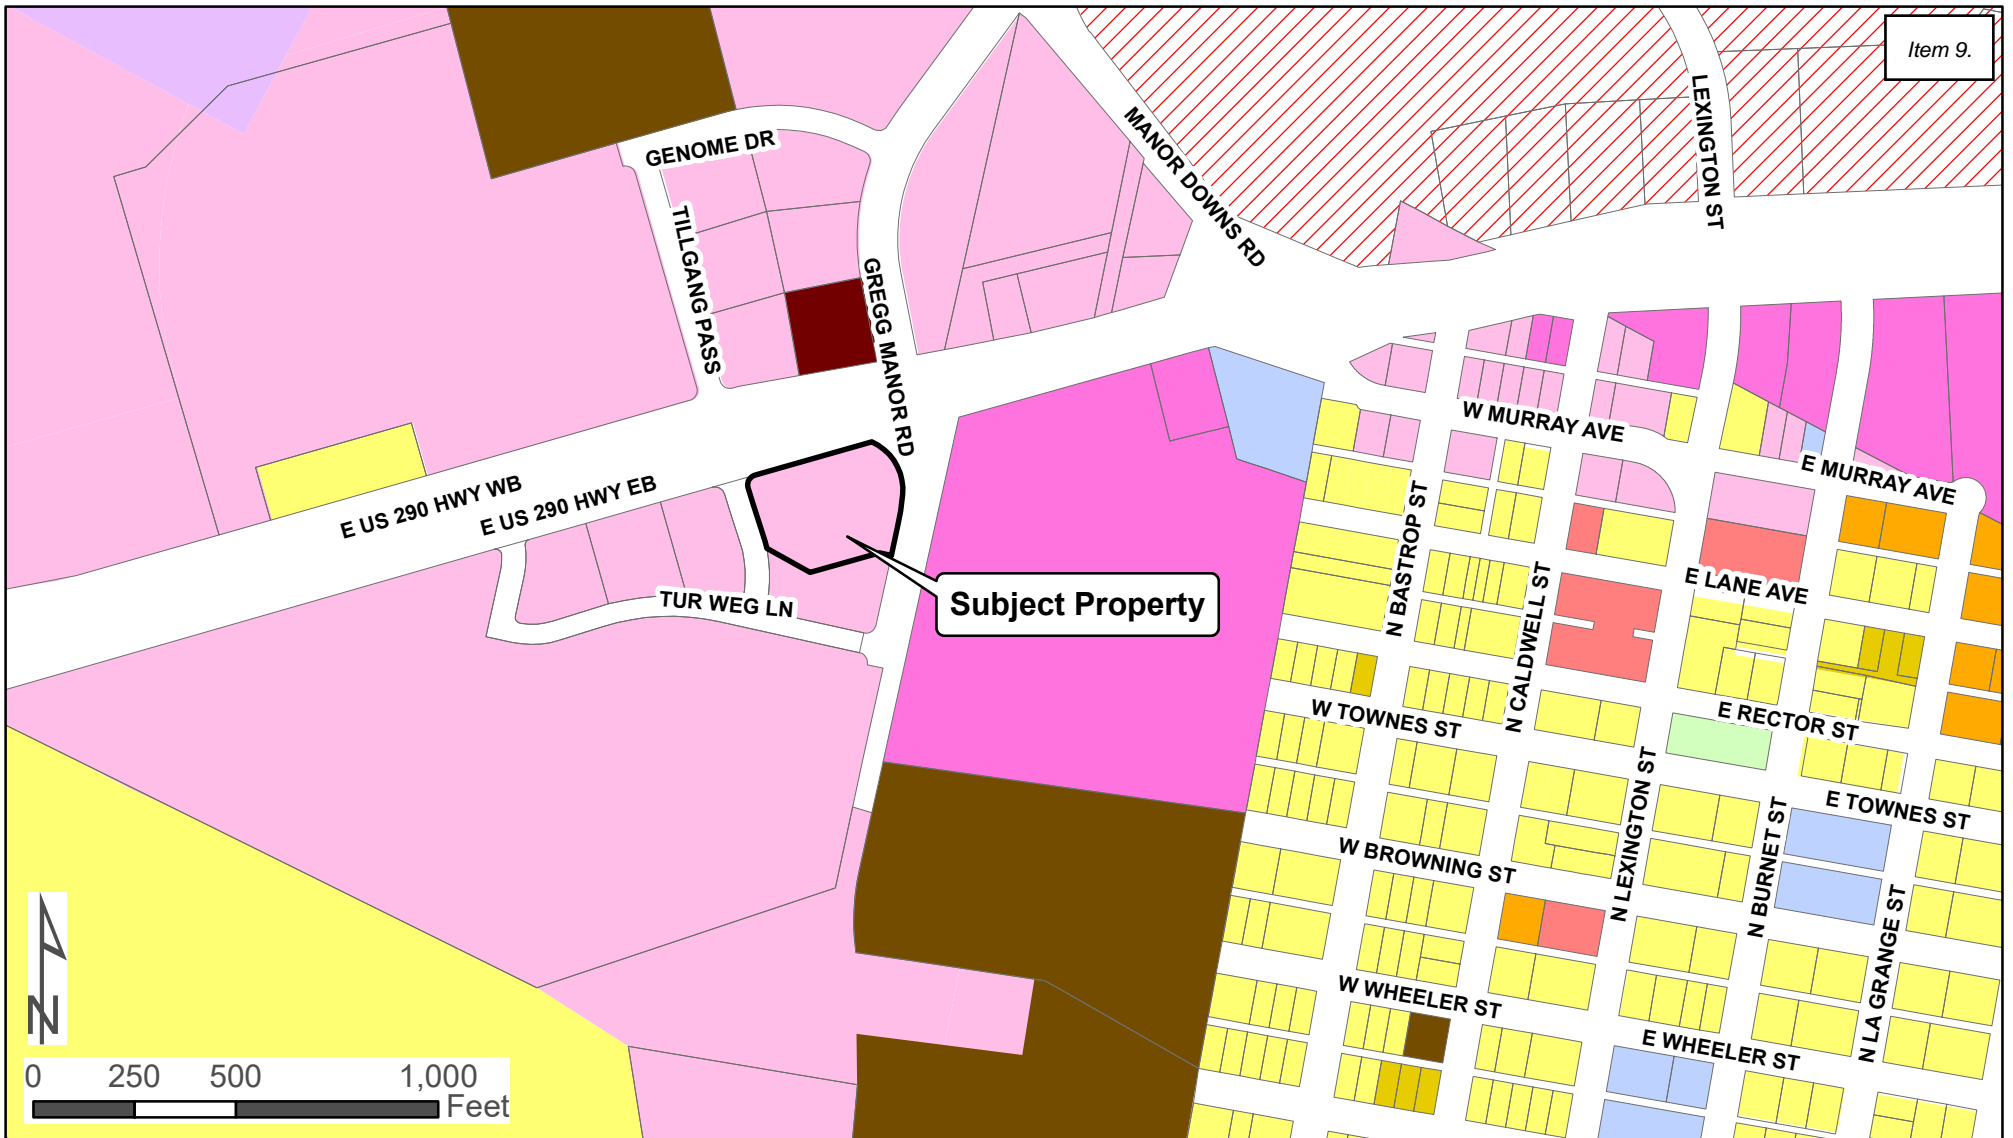 Item 9.
LEXINGTON ST
MANOR DOWNS RD
GENOME DR
TILLGANG PASS
GREGG MANOR RD
W MURRAY AVE
E MURRAY AVE
E US 290 HWY WB
E US 290 HWY EB
N BASTROP ST
N CALDWELL ST
E LANE AVE
TUR WEG LN
Subject Property
W TOWNES ST
E RECTOR ST
N LEXINGTON ST
N BURNET ST
E TOWNES ST
W BROWNING ST
N LA GRANGE ST
W WHEELER ST
E WHEELER ST
N
0 250 500 1,000
Feet